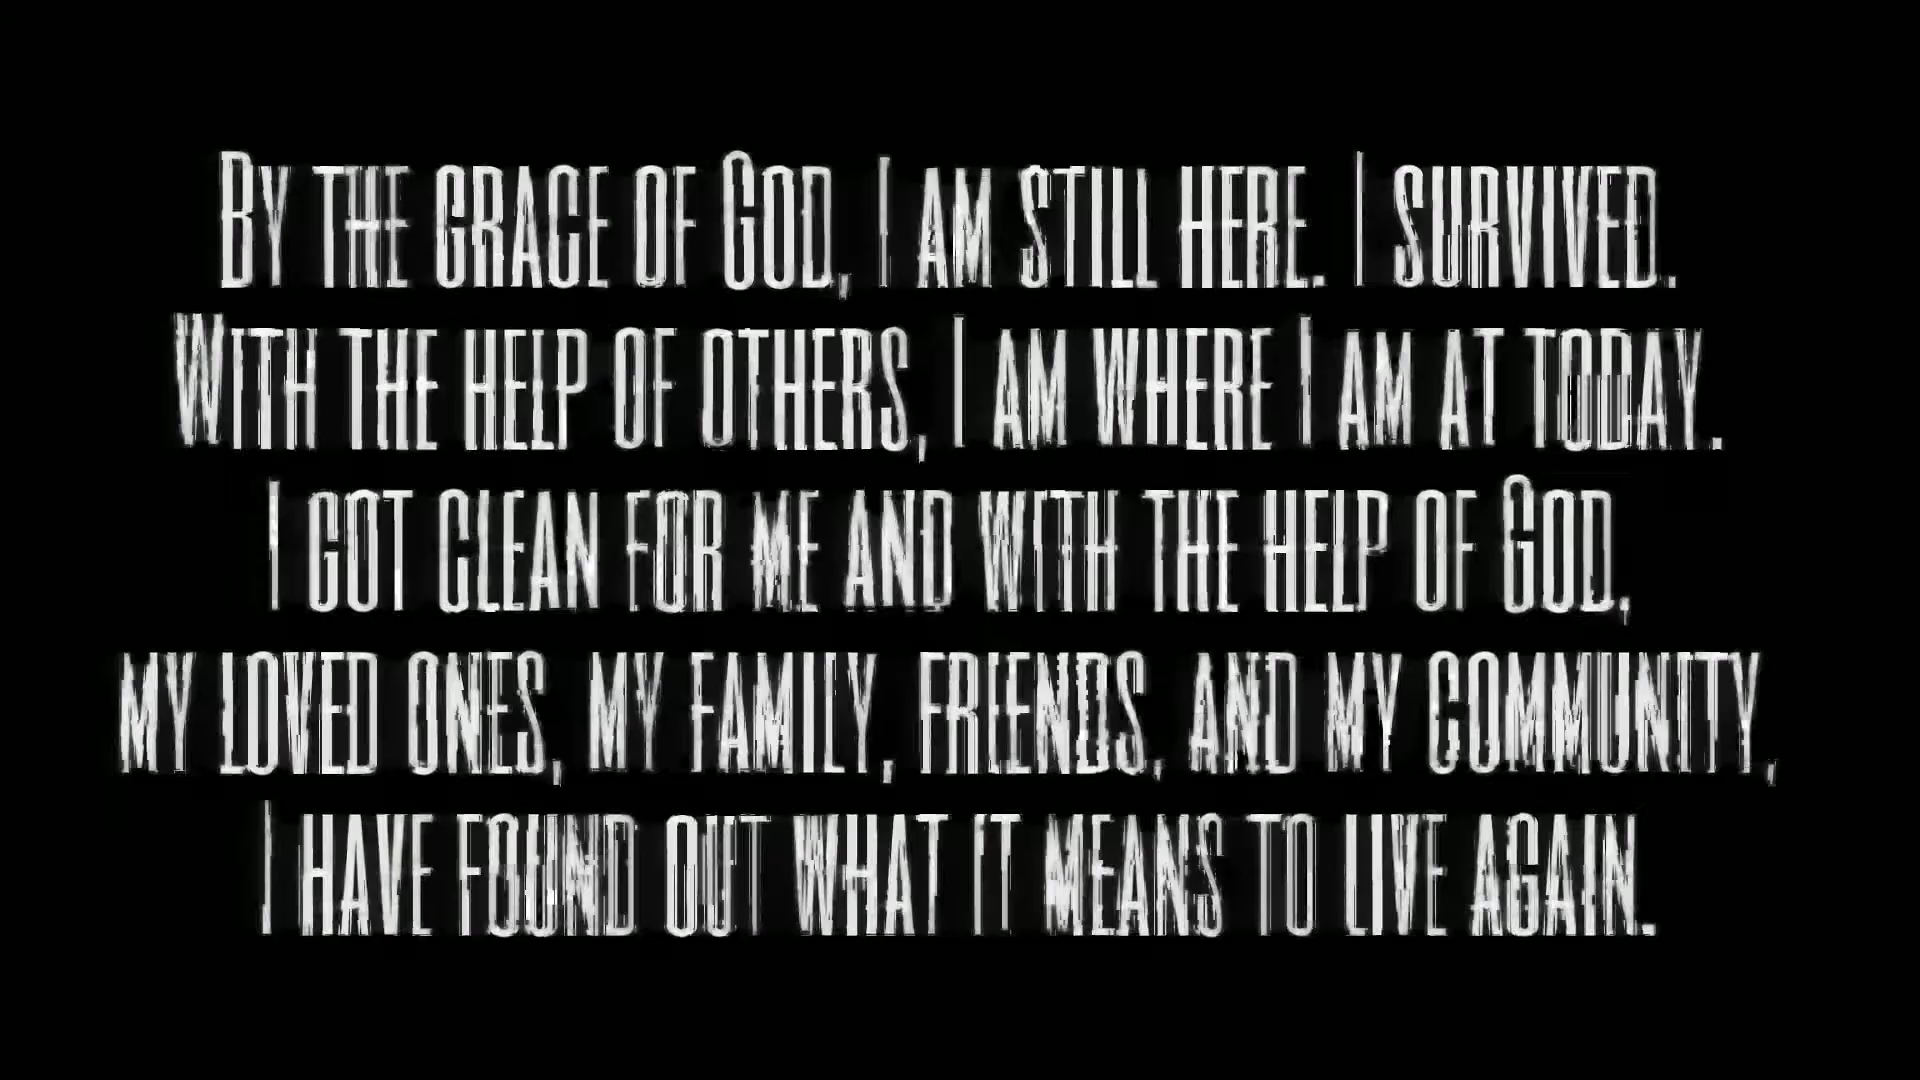 By the grace of God, I am still here. I survived.
With the help of others, I am where I am at today.
I got clean for me and with the help of God,
my loved ones, my family, friends, and my community,
I have found out what it means to live again.